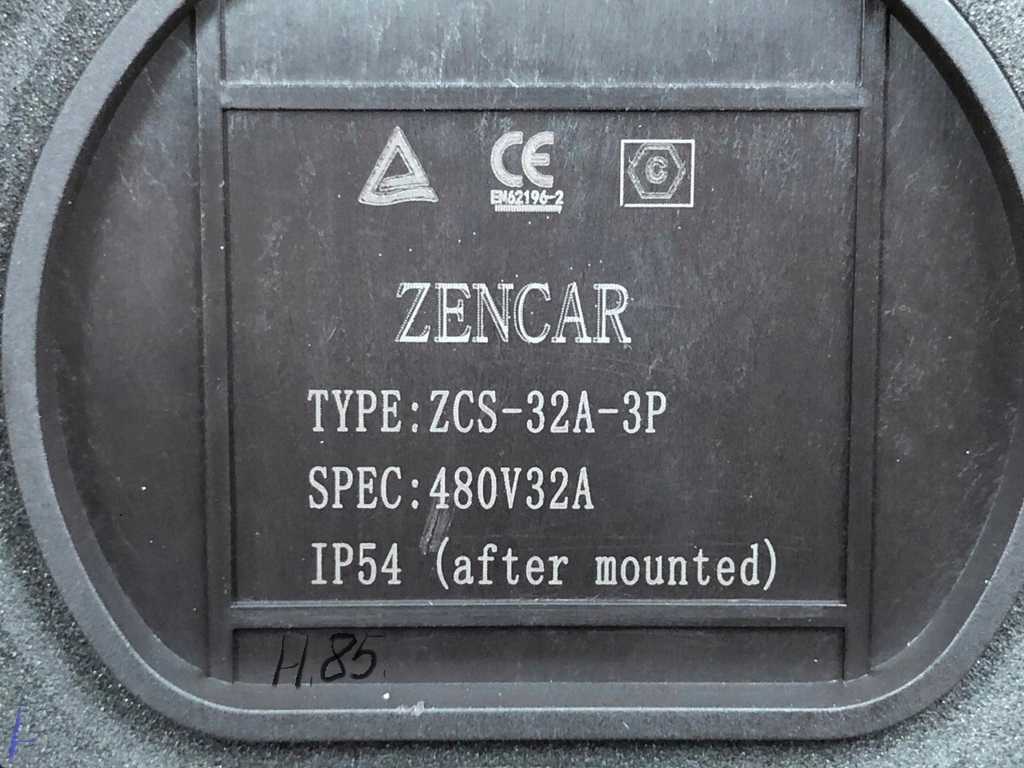 CE
EN62196-2
C
ZENCAR
TYPE:ZCS-32A-3P
SPEC:480V32A
IP54 (after mounted)
H.85.